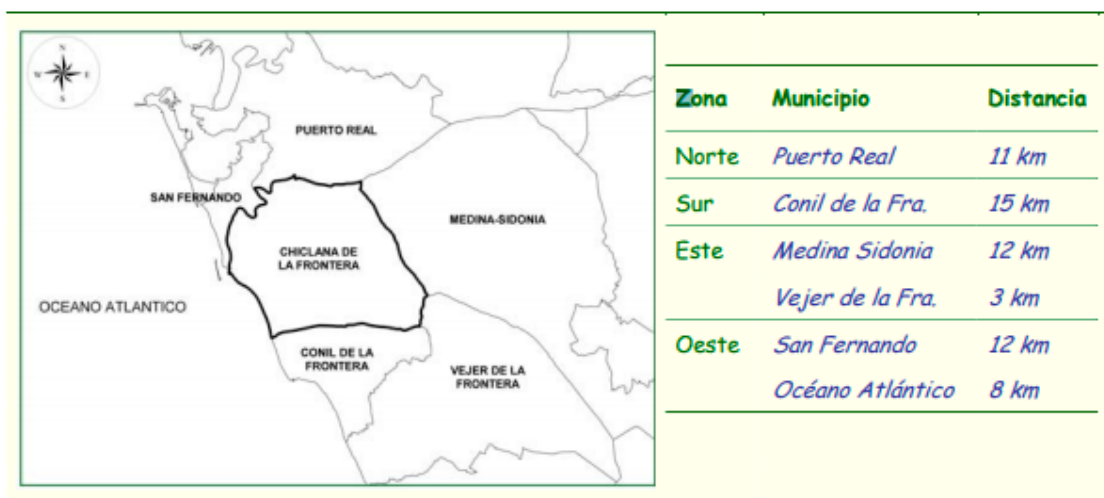 N
W E
S
PUERTO REAL
SAN FERNANDO
MEDINA-SIDONIA
CHICLANA DE
LA FRONTERA
OCEANO ATLANTICO
CONIL DE LA
FRONTERA
VEJER DE LA
FRONTERA
Zona Municipio Distancia
Norte Puerto Real 11 km
Sur Conil de la Fra. 15 km
Este Medina Sidonia 12 km
Vejer de la Fra. 3 km
Oeste San Fernando 12 km
Océano Atlántico 8 km